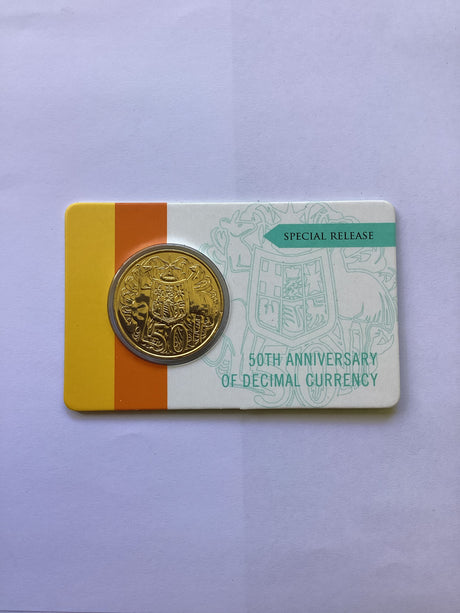 SPECIAL RELEASE
50TH ANNIVERSARY
OF DECIMAL CURRENCY
50